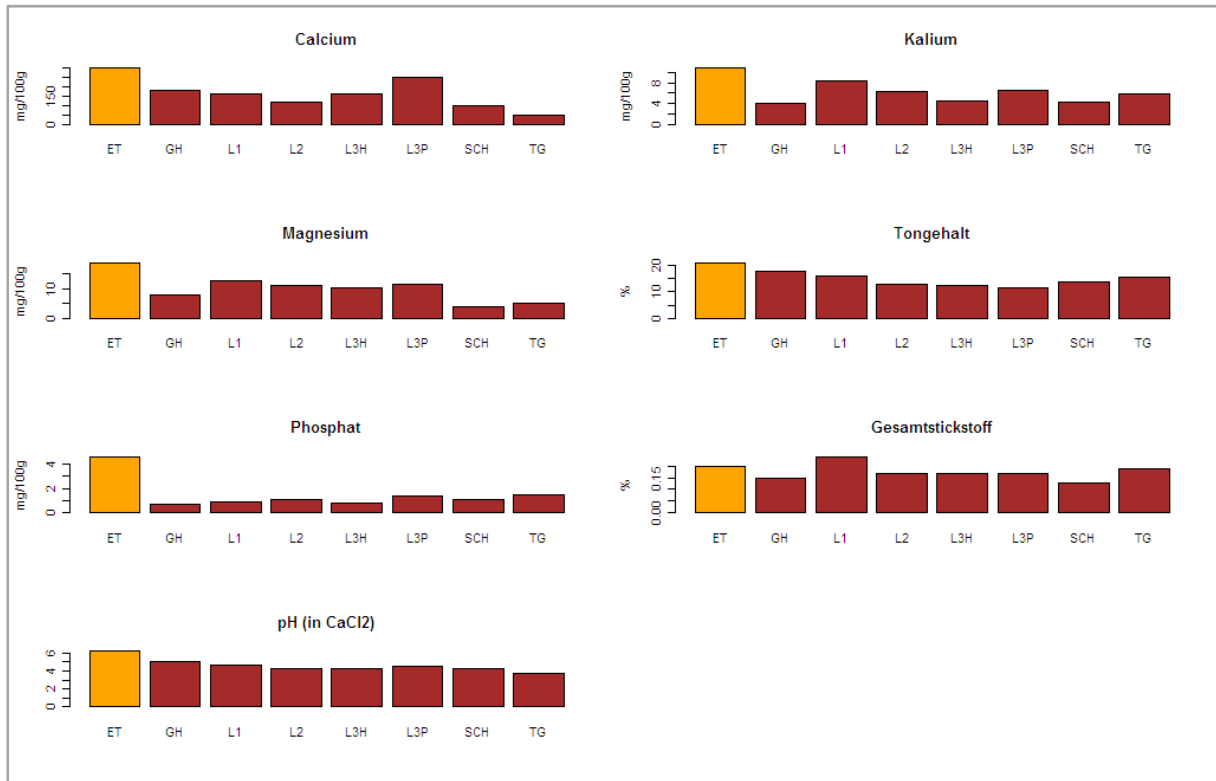 Calcium
mg/100g
150
0
ET GH L1 L2 L3H L3P SCH TG
Kalium
mg/100g
8
4
0
ET GH L1 L2 L3H L3P SCH TG
Magnesium
mg/100g
10
0
ET GH L1 L2 L3H L3P SCH TG
Tongehalt
%
20
10
0
ET GH L1 L2 L3H L3P SCH TG
Phosphat
mg/100g
4
2
0
ET GH L1 L2 L3H L3P SCH TG
Gesamtstickstoff
%
0.15
0.00
ET GH L1 L2 L3H L3P SCH TG
pH (in CaCl2)
6
4
2
0
ET GH L1 L2 L3H L3P SCH TG